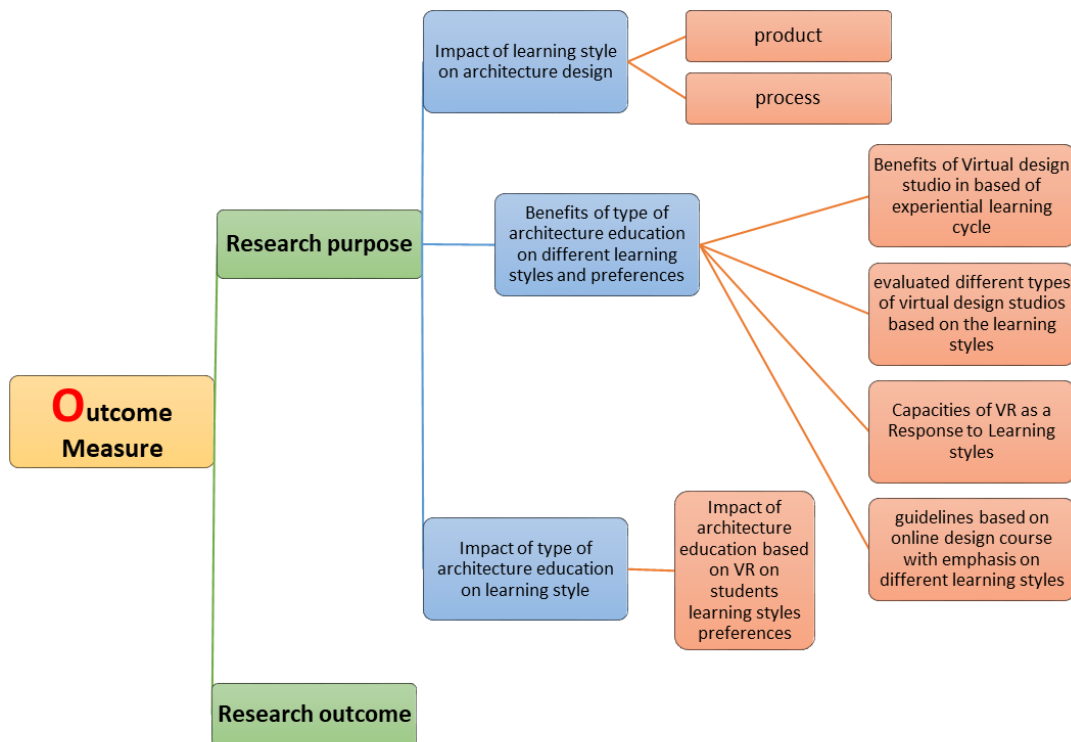 Impact of learning style
on architecture design
product
process
Research purpose
Benefits of type of
architecture education
on different learning
styles and preferences
Benefits of Virtual design
studio in based of
experiential learning
cycle
evaluated different types
of virtual design studios
based on the learning
styles
Capacities of VR as a
Response to Learning
styles
guidelines based on
online design course
with emphasis on
different learning styles
Outcome
Measure
Impact of type of
architecture education
on learning style
Impact of
architecture
education based
on VR on
students
learning styles
preferences
Research outcome